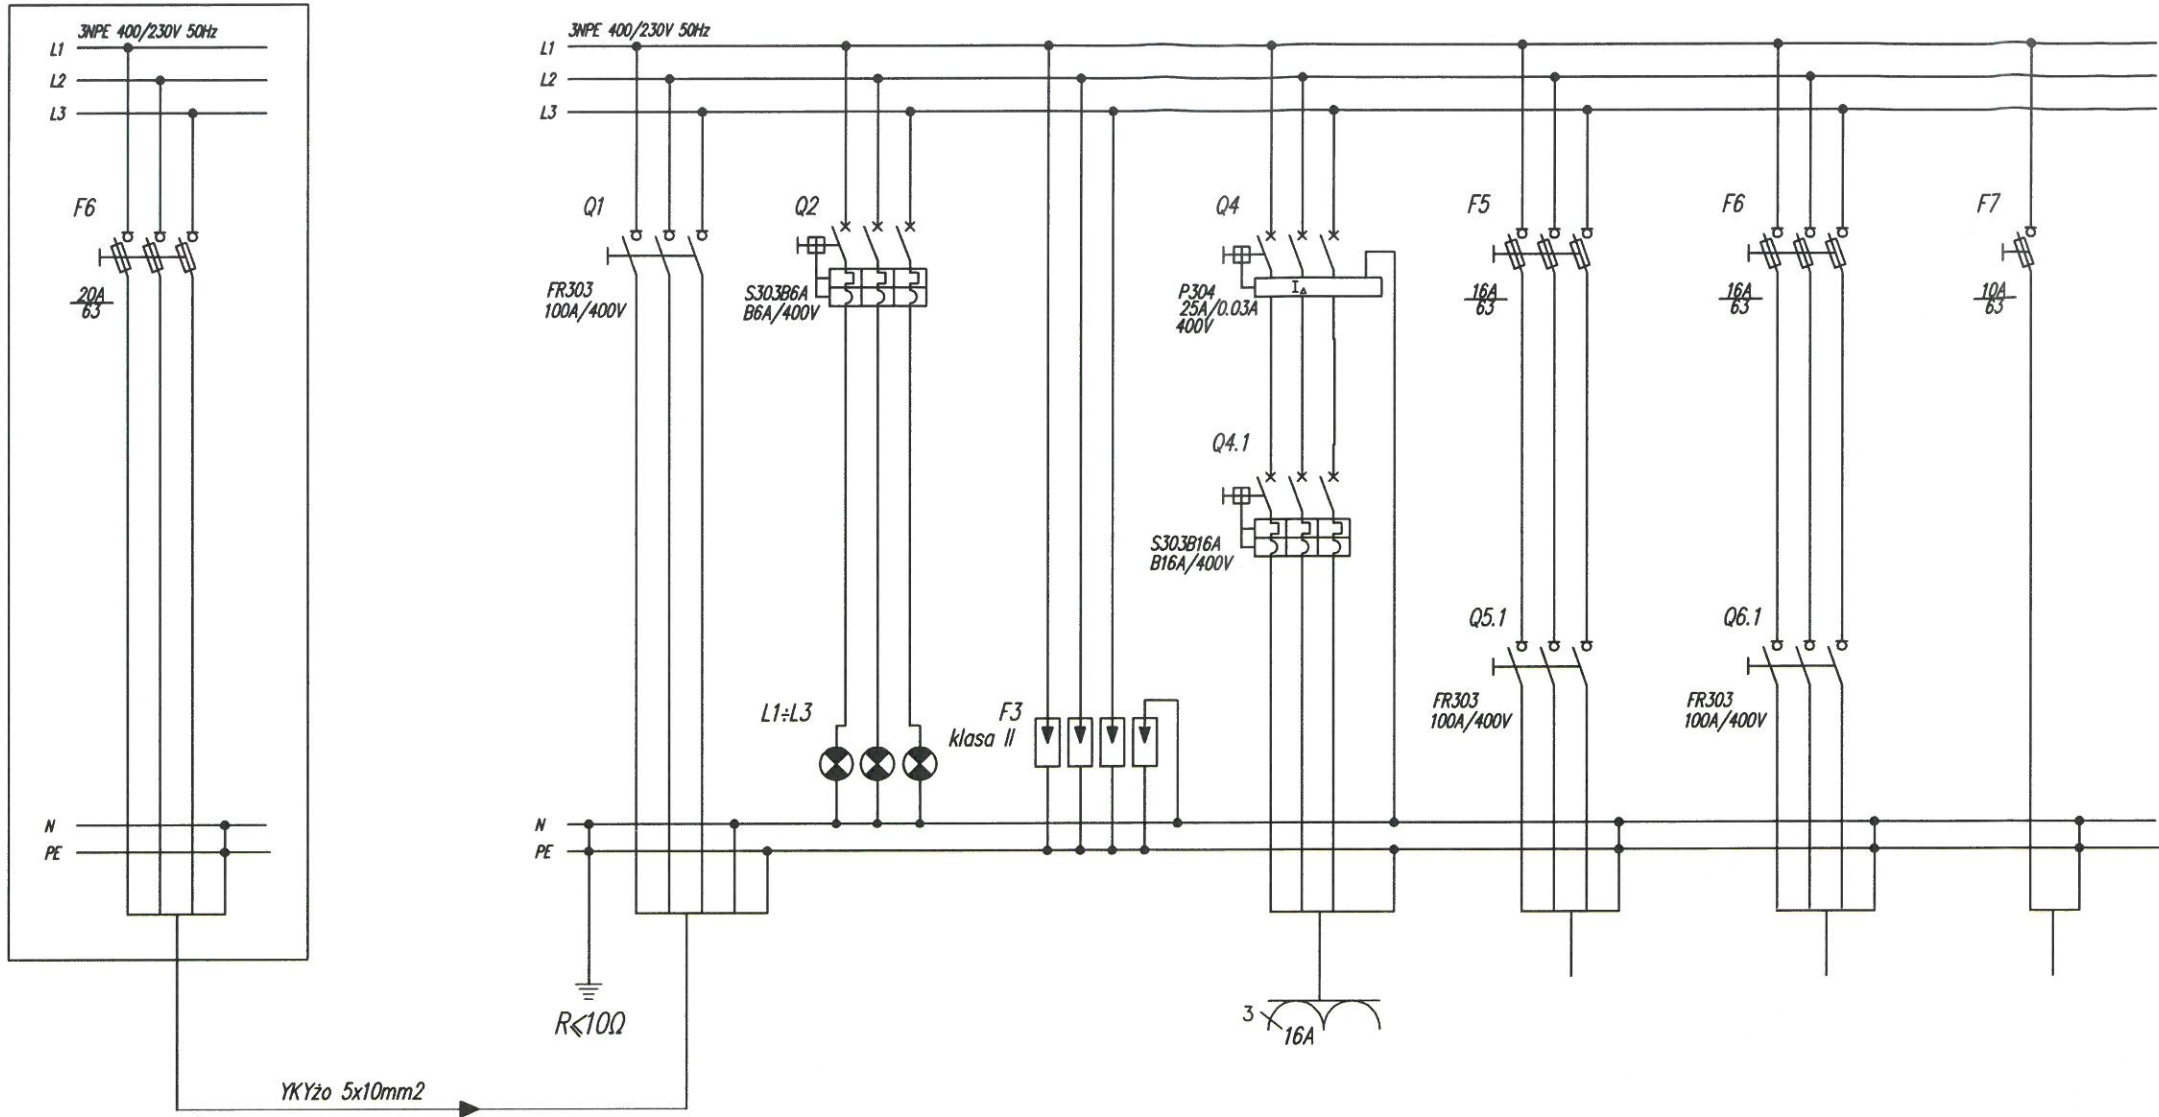 3NPE 400/230V 50Hz
L1
L2
L3
F6
20A
63
N
PE
YKYżo 5x10mm2
3NPE 400/230V 50Hz
L1
L2
L3
Q1
FR303
100A/400V
Q2
S303B6A
B6A/400V
L1÷L3
F3
klasa II
Q4
P304
25A/0.03A
400V
I△
Q4.1
S303B16A
B16A/400V
3
16A
F5
16A
63
Q5.1
FR303
100A/400V
F6
16A
63
Q6.1
FR303
100A/400V
F7
10A
63
N
PE
R⩽10Ω